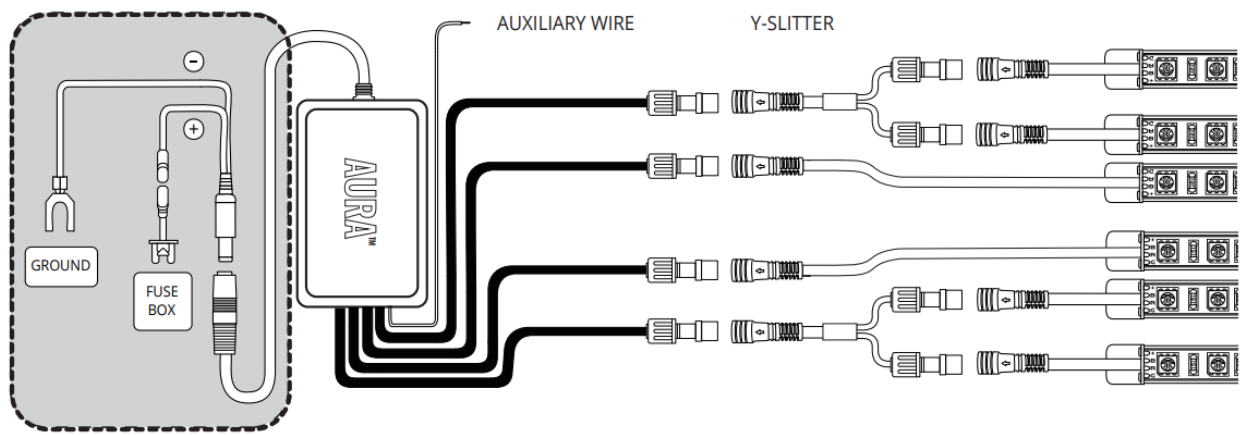 AUXILIARY WIRE
Y-SLITTER
−
+
AURA™
GROUND
FUSE
BOX